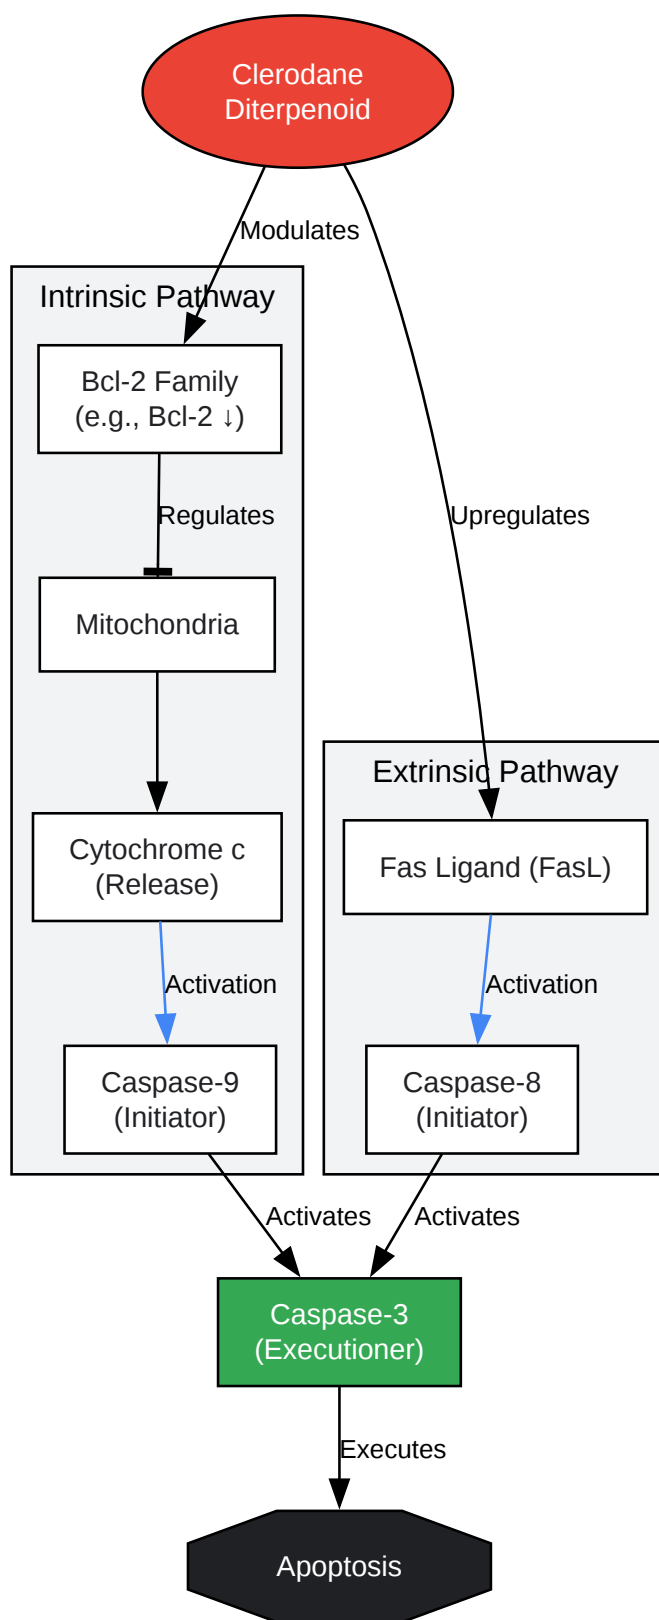 Clerodane
Diterpenoid
Modulates
Intrinsic Pathway
Bcl-2 Family
(e.g., Bcl-2 ↓)
Regulates
Upregulates
Mitochondria
Extrinsic Pathway
Cytochrome c
(Release)
Fas Ligand (FasL)
Activation
Activation
Caspase-9
(Initiator)
Caspase-8
(Initiator)
Activates
Activates
Caspase-3
(Executioner)
Executes
Apoptosis